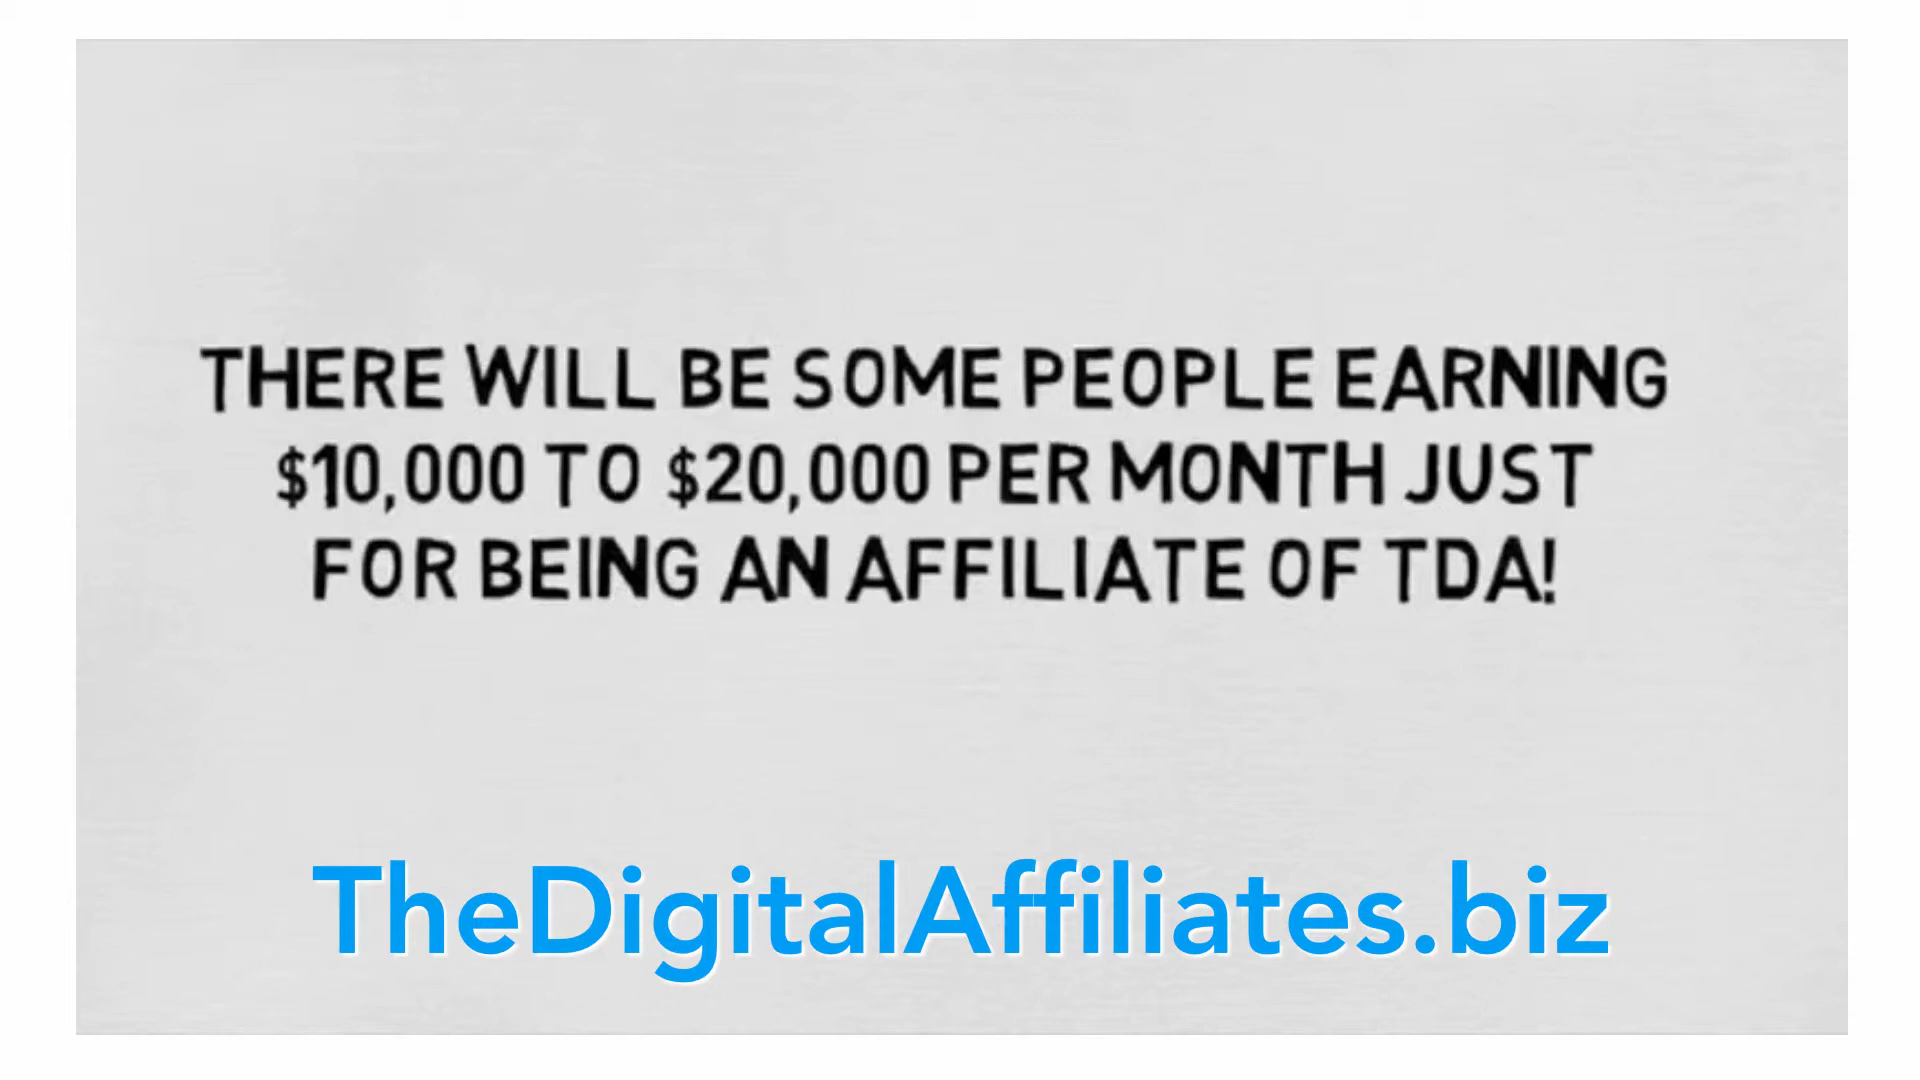 THERE WILL BE SOME PEOPLE EARNING
$10,000 TO $20,000 PER MONTH JUST
FOR BEING AN AFFILIATE OF TDA!
TheDigitalAffiliates.biz